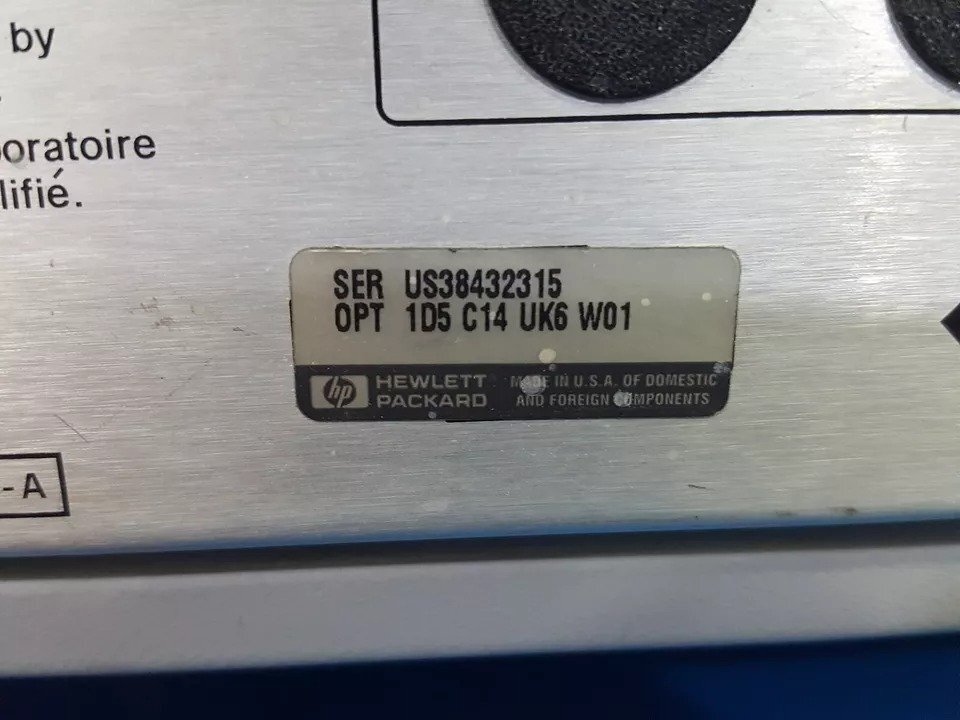 by
oratoire
lifié.
SER US38432315
OPT 1D5 C14 UK6 W01
hp HEWLETT PACKARD
MADE IN U.S.A. OF DOMESTIC
AND FOREIGN COMPONENTS
-A